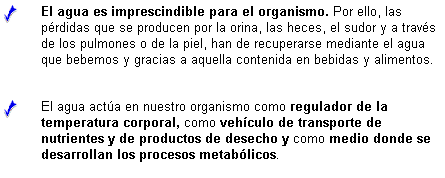 El agua es imprescindible para el organismo. Por ello, las
pérdidas que se producen por la orina, las heces, el sudor y a través
de los pulmones o de la piel, han de recuperarse mediante el agua
que bebemos y gracias a aquella contenida en bebidas y alimentos.
El agua actúa en nuestro organismo como regulador de la
temperatura corporal, como vehículo de transporte de
nutrientes y de productos de desecho y como medio donde se
desarrollan los procesos metabólicos.